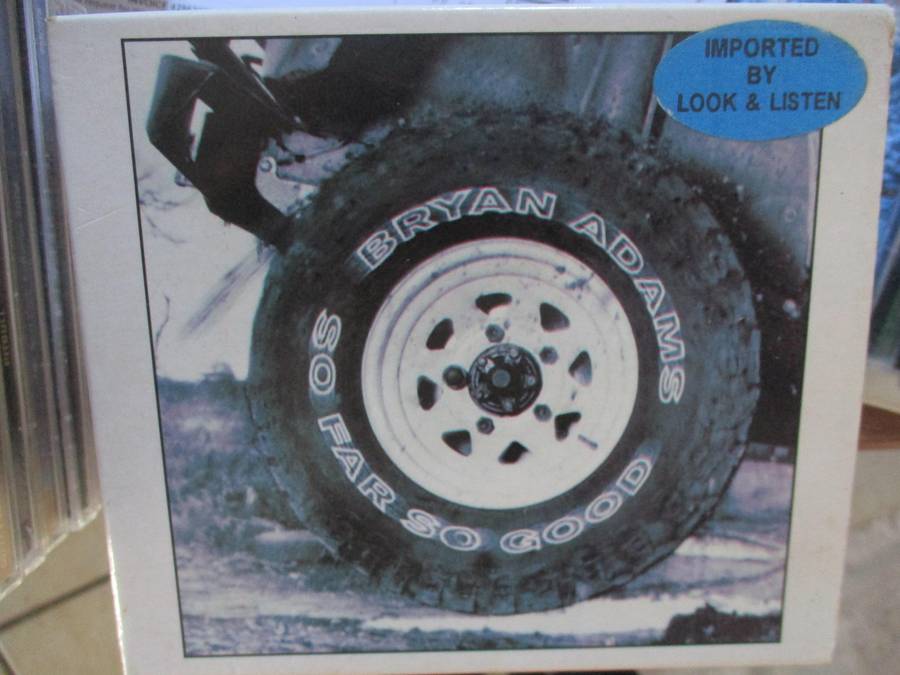 IMPORTED
BY
LOOK & LISTEN
BRYAN ADAMS
SO FAR SO GOOD